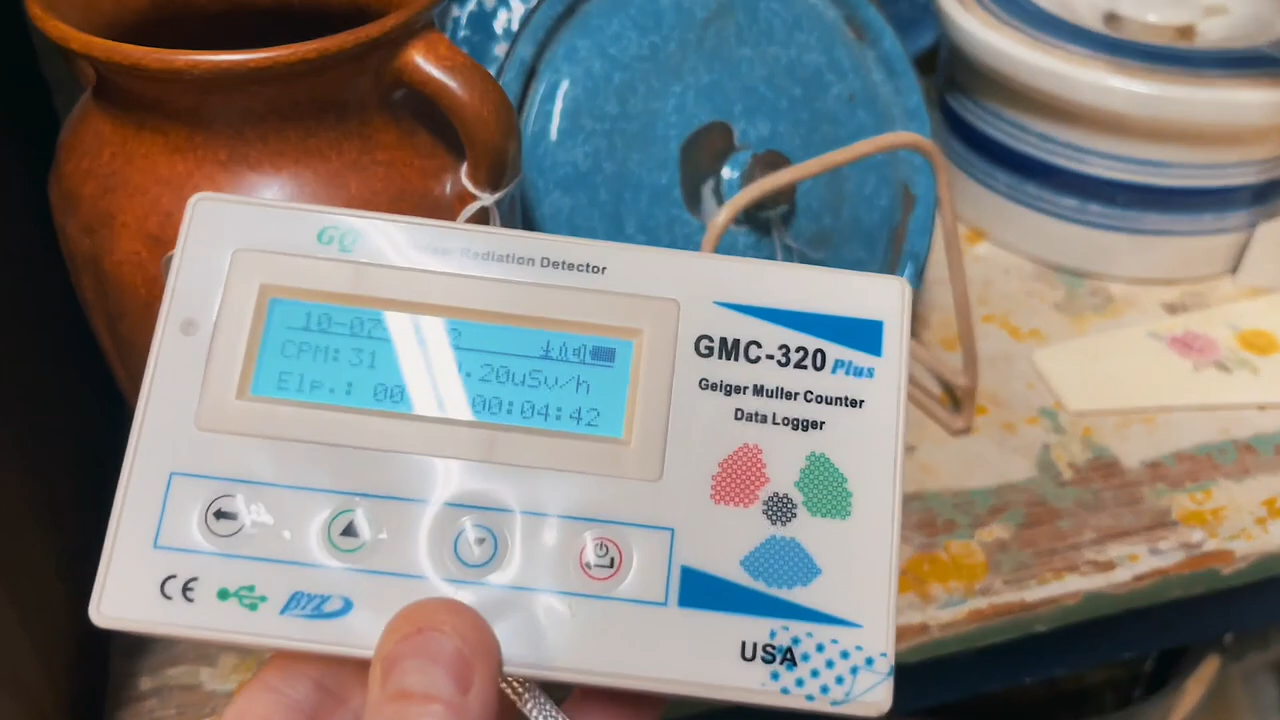 GQ Radiation Detector
10-07
CPM: 31 .20uSv/h
Elp.: 00 00:04:42
GMC-320 Plus
Geiger Muller Counter
Data Logger
CE βγX
USA